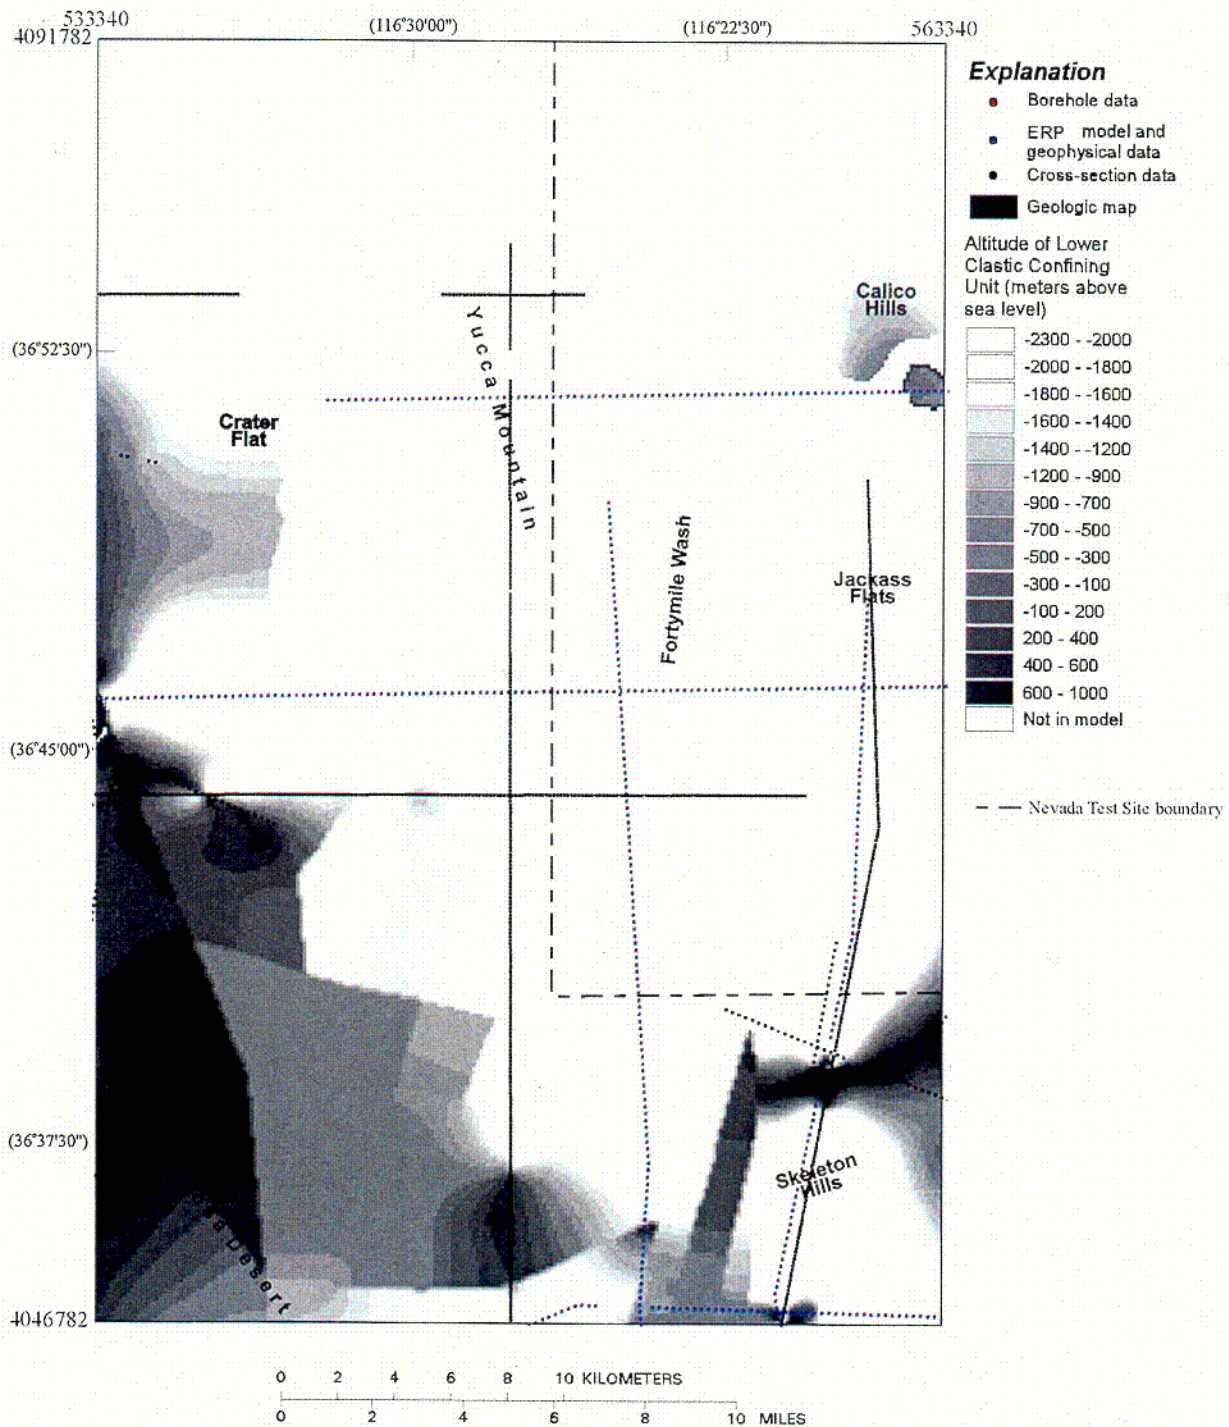 533340
(116°30'00")
(116°22'30")
563340
4091782
Explanation
Borehole data
ERP model and
geophysical data
Cross-section data
Geologic map
Altitude of Lower
Clastic Confining
Unit (meters above
sea level)
-2300 - -2000
-2000 - -1800
-1800 - -1600
-1600 - -1400
-1400 - -1200
-1200 - -900
-900 - -700
-700 - -500
-500 - -300
-300 - -100
-100 - 200
200 - 400
400 - 600
600 - 1000
Not in model
Nevada Test Site boundary
Calico
Hills
Yucca Mountain
(36°52'30")
Crater
Flat
Fortymile Wash
Jackass
Flats
(36°45'00")
(36°37'30")
Skeleton
Hills
Desert
4046782
0 2 4 6 8 10 KILOMETERS
0 2 4 6 8 10 MILES